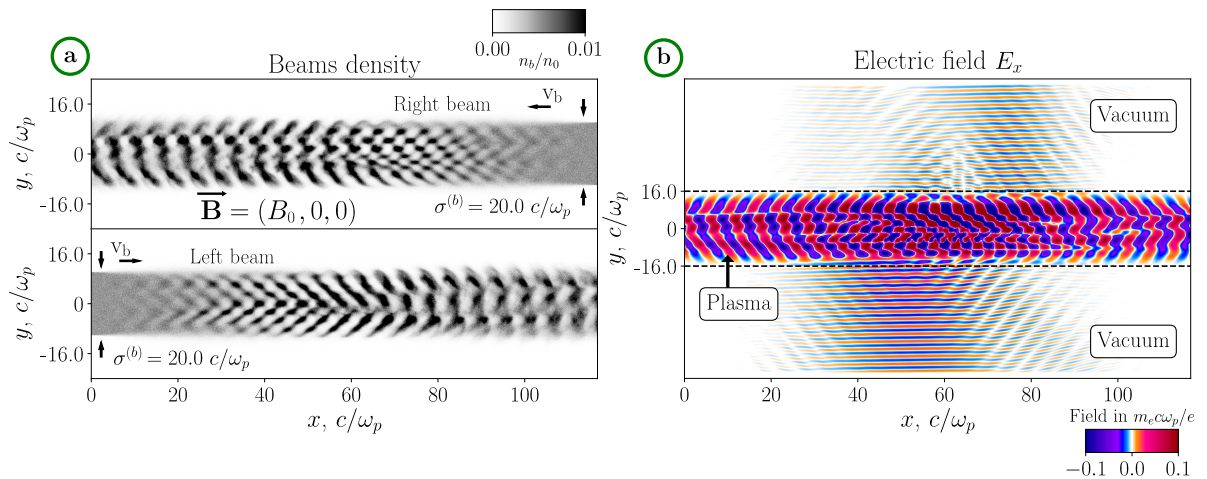 a
0.00 0.01
n_b/n_0
Beams density
Right beam
v_b
16.0
0
-16.0
y, c/ω_p
B = (B_0, 0, 0)
σ^(b) = 20.0 c/ω_p
v_b
Left beam
16.0
0
-16.0
y, c/ω_p
σ^(b) = 20.0 c/ω_p
0 20 40 60 80 100
x, c/ω_p
b
Electric field E_x
Vacuum
16.0
0
-16.0
y, c/ω_p
Plasma
Vacuum
0 20 40 60 80 100
x, c/ω_p
Field in m_e cω_p/e
−0.1 0.0 0.1